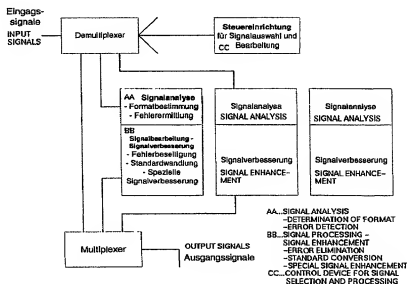 Eingags-
signale
INPUT
SIGNALS
Demultiplexer
Steuereinrichtung
für Signalauswahl und
CC Bearbeitung
AA Signalanalyse
- Formatbestimmung
- Fehlerermittlung
BB
Signalbearbeitung -
Signalverbesserung
- Fehlerbeseitigung
- Standardwandlung
- Spezielle
Signalverbesserung
Signalanalyse
SIGNAL ANALYSIS
Signalverbesserung
SIGNAL ENHANCE-
MENT
Signalanalyse
SIGNAL ANALYSIS
Signalverbesserung
SIGNAL ENHANCE-
MENT
Multiplexer
OUTPUT SIGNALS
Ausgangssignale
AA...SIGNAL ANALYSIS
-DETERMINATION OF FORMAT
-ERROR DETECTION
BB...SIGNAL PROCESSING -
SIGNAL ENHANCEMENT
-ERROR ELIMINATION
-STANDARD CONVERSION
-SPECIAL SIGNAL ENHANCEMENT
CC...CONTROL DEVICE FOR SIGNAL
SELECTION AND PROCESSING